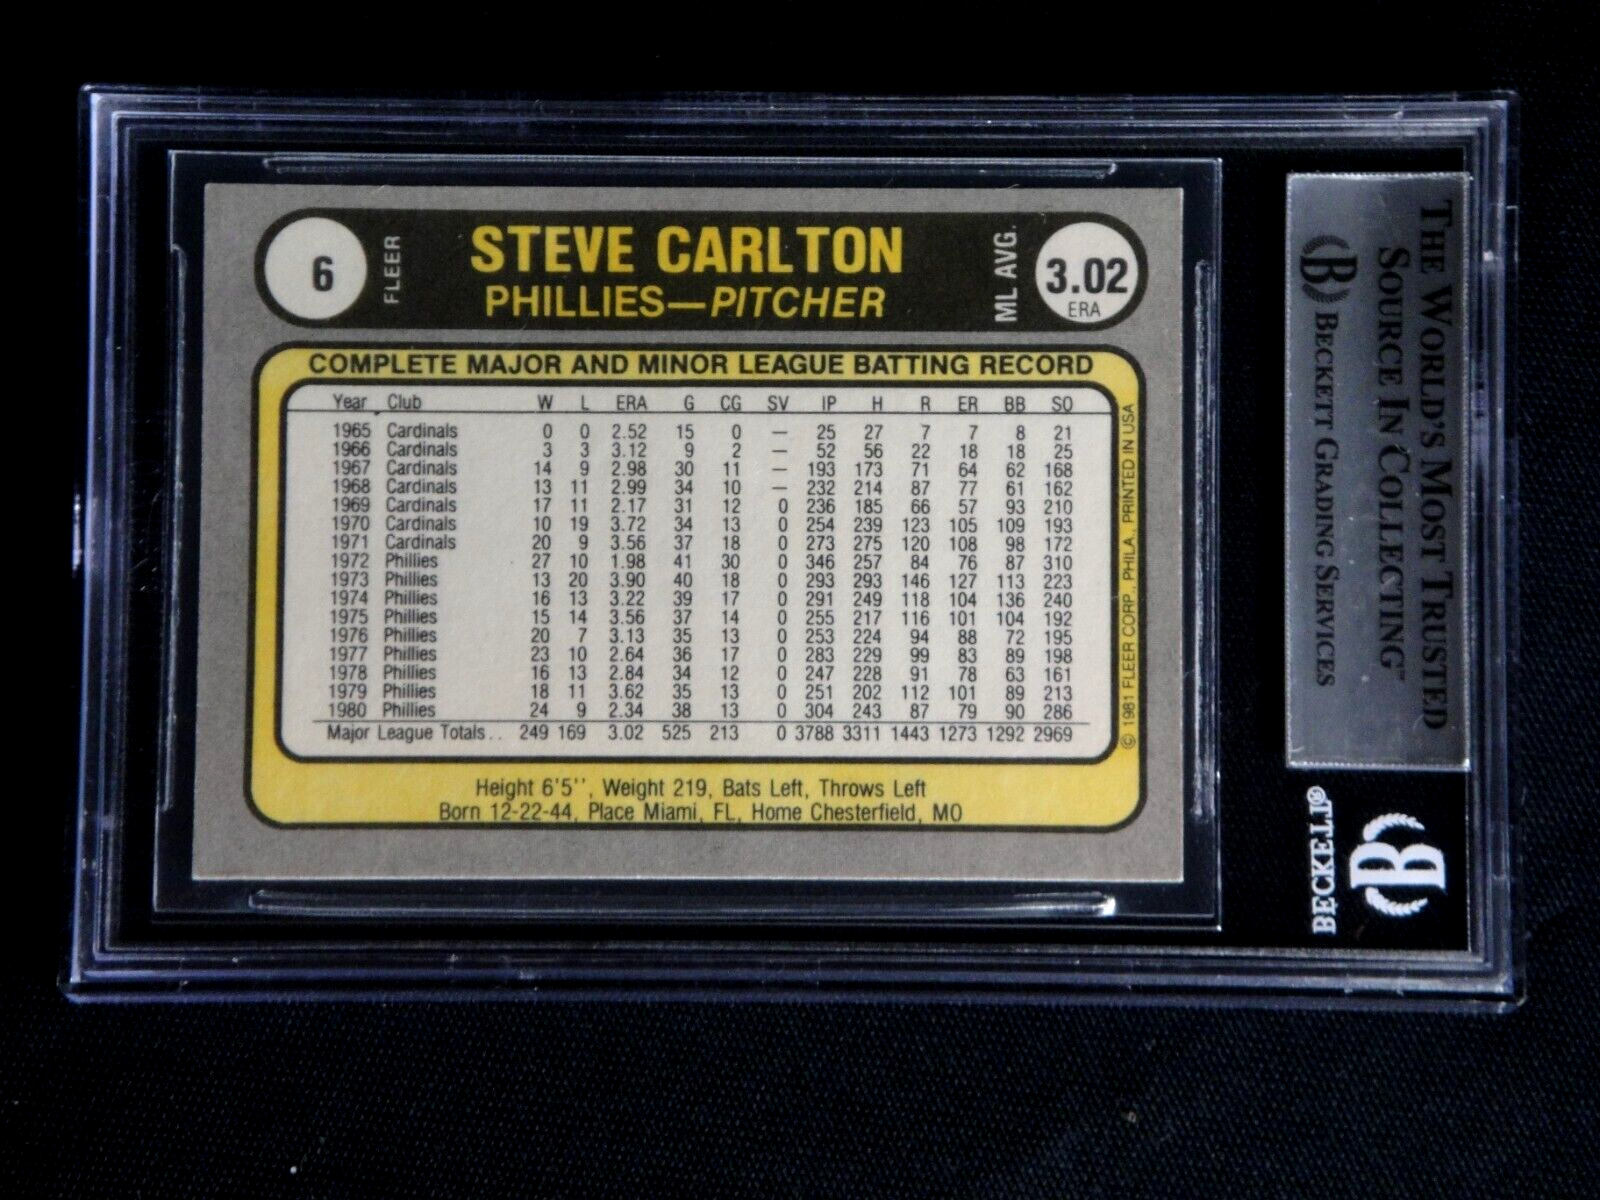 6
FLEER
STEVE CARLTON
PHILLIES—PITCHER
ML AVG.
3.02
ERA
COMPLETE MAJOR AND MINOR LEAGUE BATTING RECORD
Year Club W L ERA G CG SV IP H R ER BB SO
1965 Cardinals 0 0 2.52 15 0 — 25 27 7 7 8 21
1966 Cardinals 3 3 3.12 9 2 — 52 56 22 18 18 25
1967 Cardinals 14 9 2.98 30 11 — 193 173 71 64 62 168
1968 Cardinals 13 11 2.99 34 10 — 232 214 87 77 61 162
1969 Cardinals 17 11 2.17 31 12 0 236 185 66 57 93 210
1970 Cardinals 10 19 3.72 34 13 0 254 239 123 105 109 193
1971 Cardinals 20 9 3.56 37 18 0 273 275 120 108 98 172
1972 Phillies 27 10 1.98 41 30 0 346 257 84 76 87 310
1973 Phillies 13 20 3.90 40 18 0 293 293 146 127 113 223
1974 Phillies 16 13 3.22 39 17 0 291 249 118 104 136 240
1975 Phillies 15 14 3.56 37 14 0 255 217 116 101 104 192
1976 Phillies 20 7 3.13 35 13 0 253 224 94 88 72 195
1977 Phillies 23 10 2.64 36 17 0 283 229 99 83 89 198
1978 Phillies 16 13 2.84 34 12 0 247 228 91 78 63 161
1979 Phillies 18 11 3.62 35 13 0 251 202 112 101 89 213
1980 Phillies 24 9 2.34 38 13 0 304 243 87 79 90 286
Major League Totals . . 249 169 3.02 525 213 0 3788 3311 1443 1273 1292 2969
Height 6'5'', Weight 219, Bats Left, Throws Left
Born 12-22-44, Place Miami, FL, Home Chesterfield, MO
© 1981 FLEER CORP., PHILA., PRINTED IN USA
THE WORLD'S MOST TRUSTED
SOURCE IN COLLECTING™
B BECKETT GRADING SERVICES
B
BECKETT®